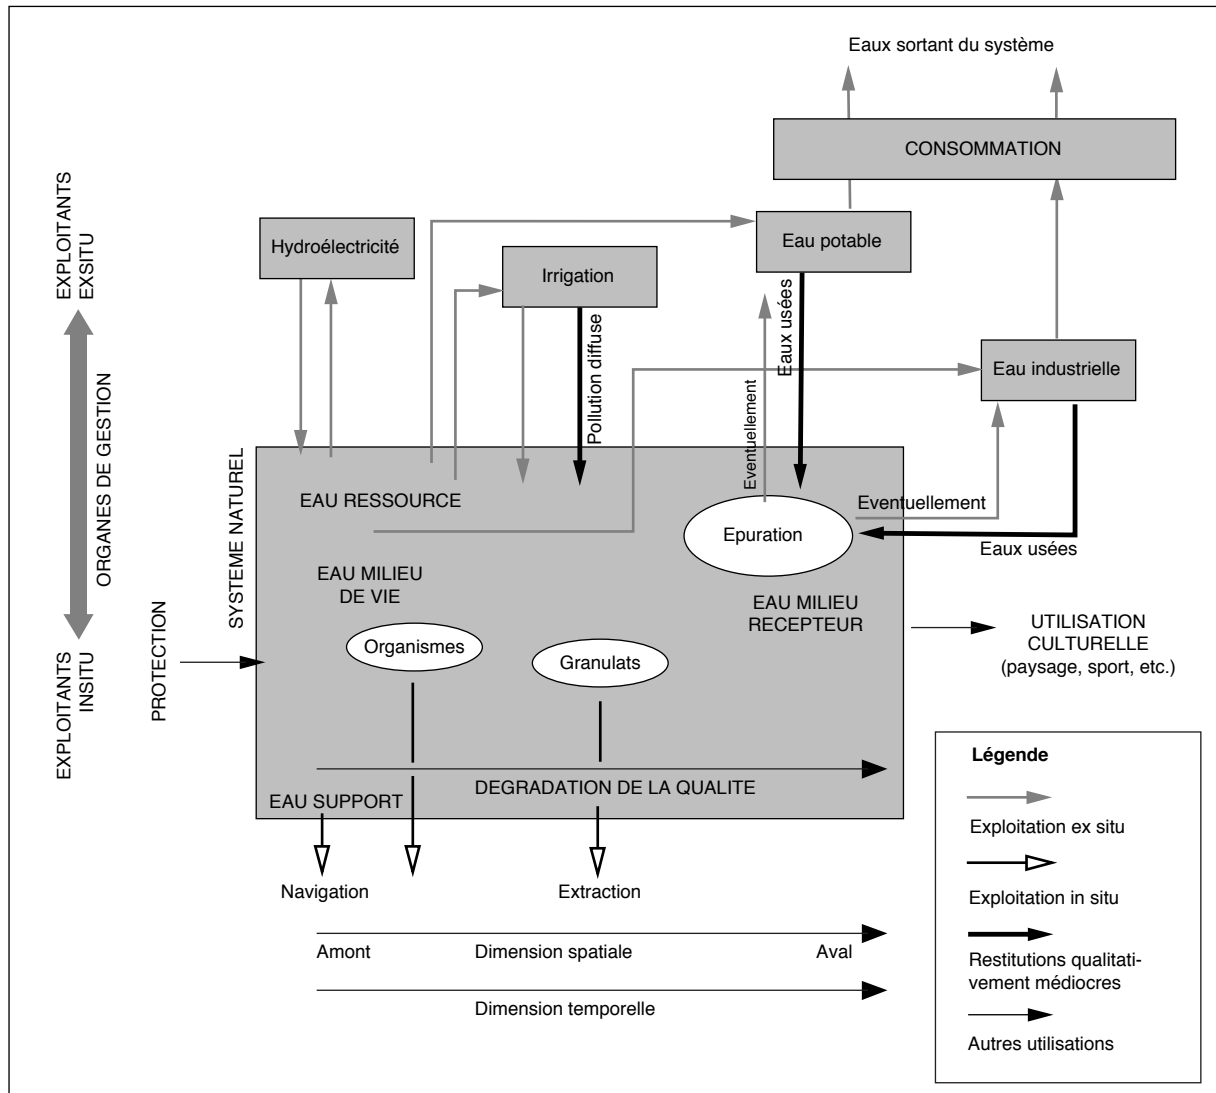 Eaux sortant du système
CONSOMMATION
EXPLOITANTS
EXSITU
Hydroélectricité
Irrigation
Eau potable
Eau industrielle
Eaux usées
Pollution diffuse
Eventuellement
ORGANES DE GESTION
SYSTEME NATUREL
EAU RESSOURCE
Epuration
Eventuellement
Eaux usées
EAU MILIEU
DE VIE
EAU MILIEU
RECEPTEUR
Organismes
Granulats
PROTECTION
EXPLOITANTS
INSITU
UTILISATION
CULTURELLE
(paysage, sport, etc.)
DEGRADATION DE LA QUALITE
EAU SUPPORT
Navigation
Extraction
Amont
Dimension spatiale
Aval
Dimension temporelle
Légende
Exploitation ex situ
Exploitation in situ
Restitutions qualitati-
vement médiocres
Autres utilisations